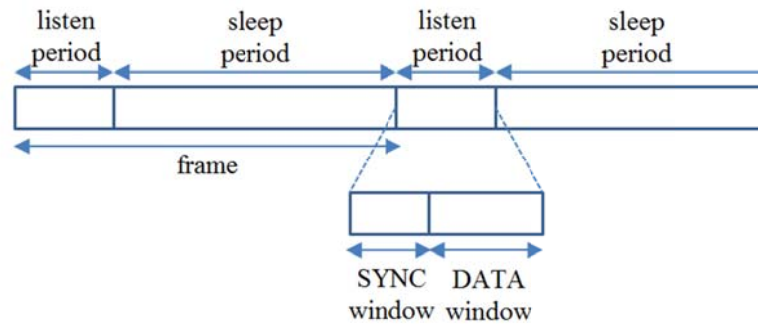 listen period
sleep period
listen period
sleep period
frame
SYNC window
DATA window